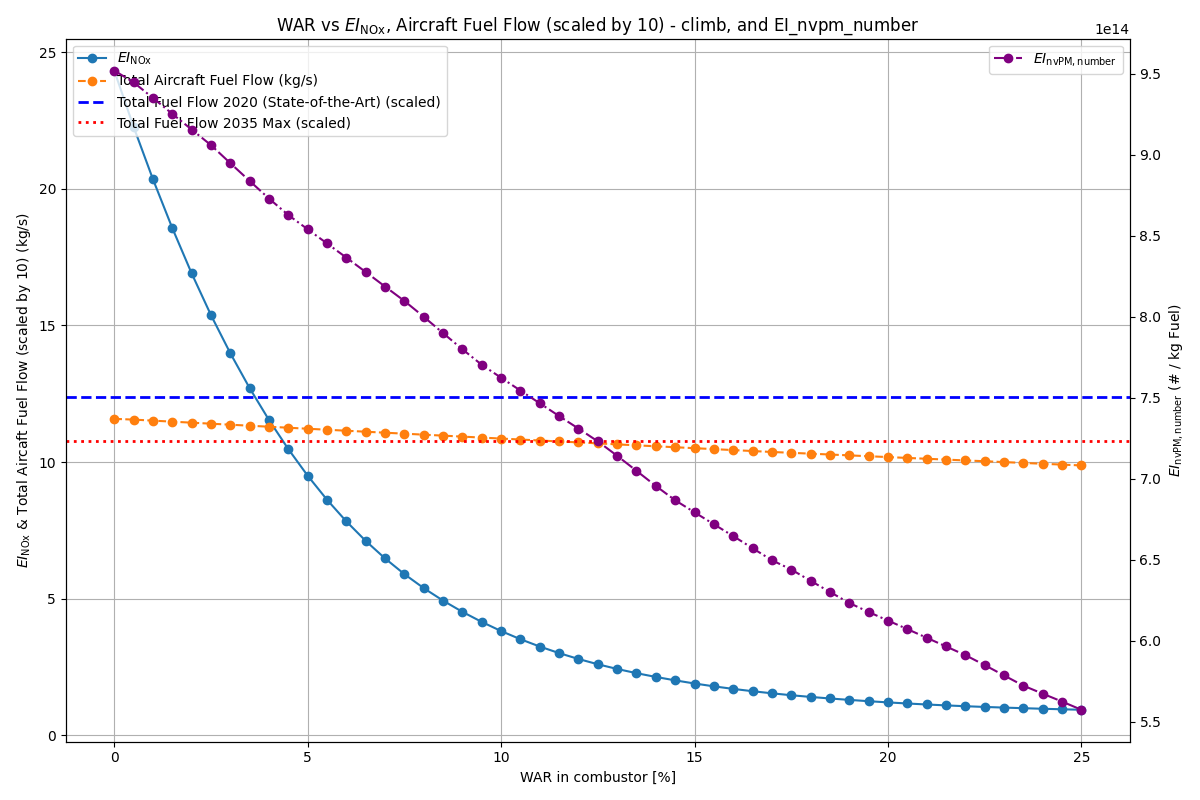 WAR vs EI_NOx, Aircraft Fuel Flow (scaled by 10) - climb, and EI_nvpm_number
1e14
EI_NOx
Total Aircraft Fuel Flow (kg/s)
Total Fuel Flow 2020 (State-of-the-Art) (scaled)
Total Fuel Flow 2035 Max (scaled)
EI_nvPM,number
25
20
15
10
5
0
EI_NOx & Total Aircraft Fuel Flow (scaled by 10) (kg/s)
9.5
9.0
8.5
8.0
7.5
7.0
6.5
6.0
5.5
EI_nvPM,number (# / kg Fuel)
0 5 10 15 20 25
WAR in combustor [%]